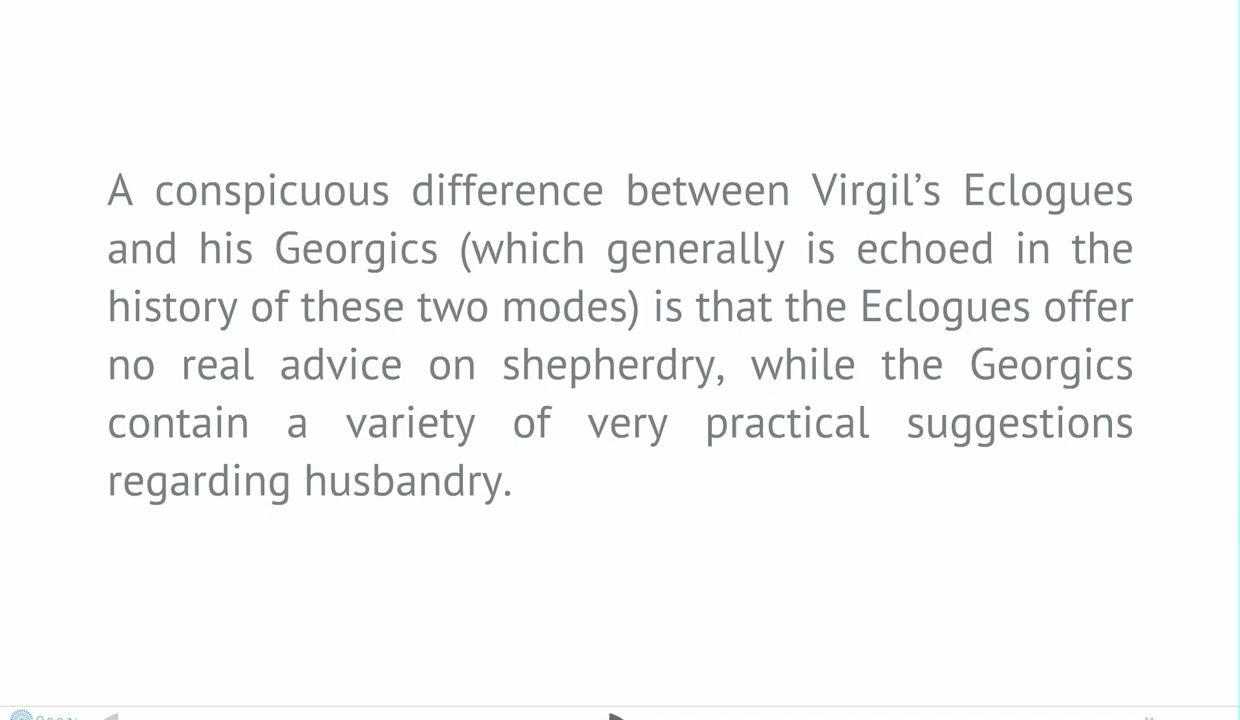 A conspicuous difference between Virgil’s Eclogues
and his Georgics (which generally is echoed in the
history of these two modes) is that the Eclogues offer
no real advice on shepherdry, while the Georgics
contain a variety of very practical suggestions
regarding husbandry.